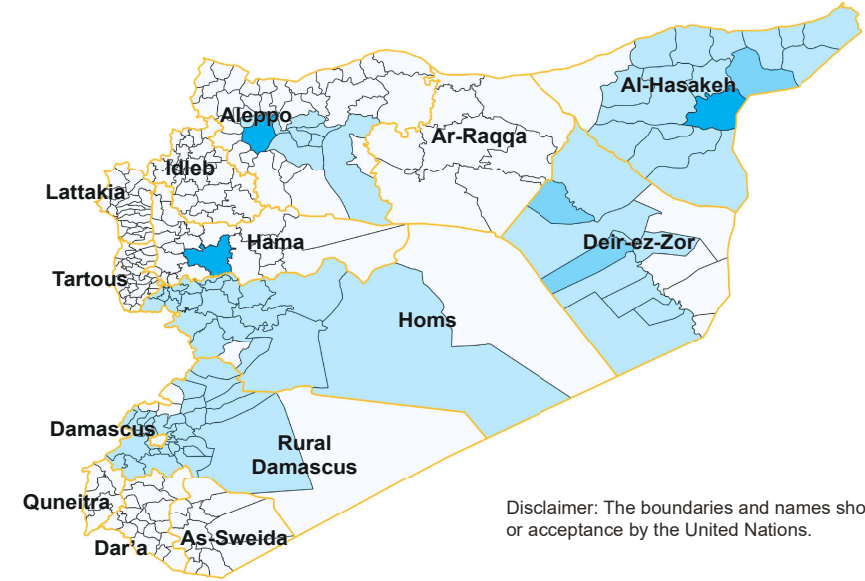 Al-Hasakeh
Aleppo
Ar-Raqqa
Idleb
Lattakia
Hama
Deir-ez-Zor
Tartous
Homs
Damascus
Rural
Damascus
Quneitra
As-Sweida
Dar'a
Disclaimer: The boundaries and names sho
or acceptance by the United Nations.